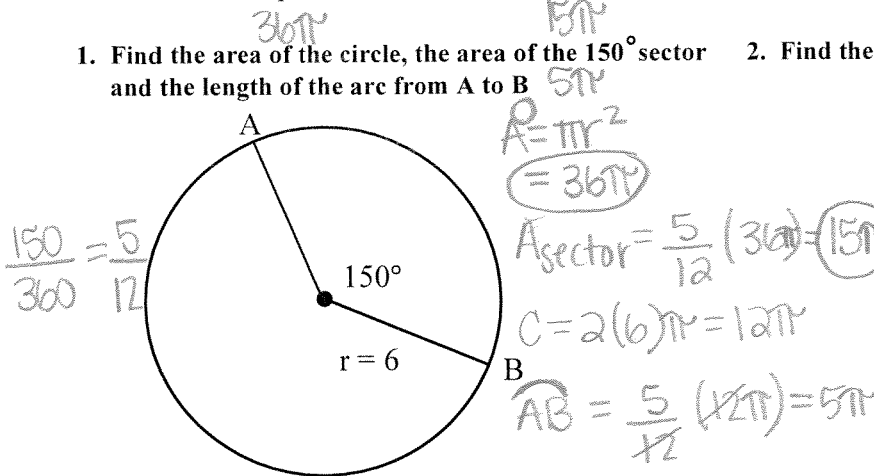 36π 15π
1. Find the area of the circle, the area of the 150° sector
and the length of the arc from A to B 5π
2. Find the
A
150°
r = 6
B
150/360 = 5/12
A = πr²
= 36π
Asector = 5/12 (36π) = 15π
C = 2(6)π = 12π
AB = 5/12 (12π) = 5π